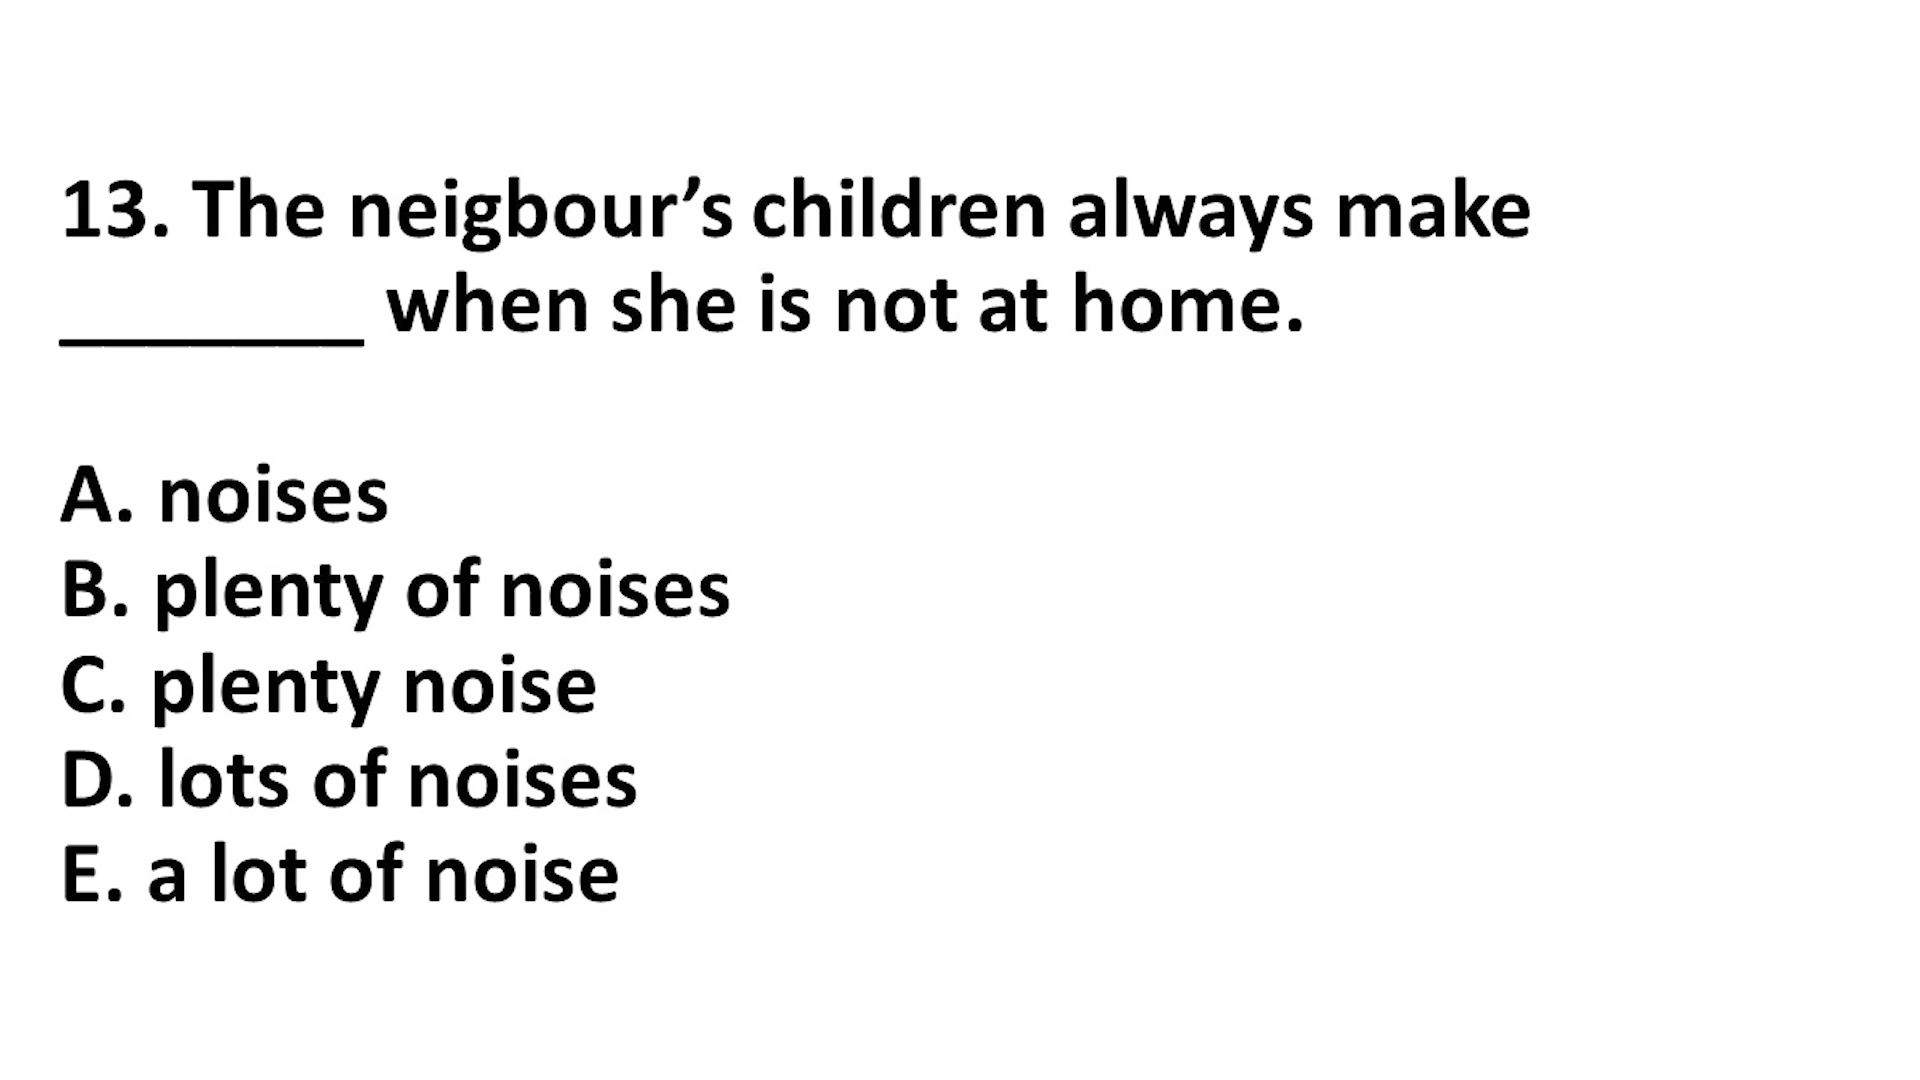 13. The neigbour’s children always make
_______ when she is not at home.
A. noises
B. plenty of noises
C. plenty noise
D. lots of noises
E. a lot of noise